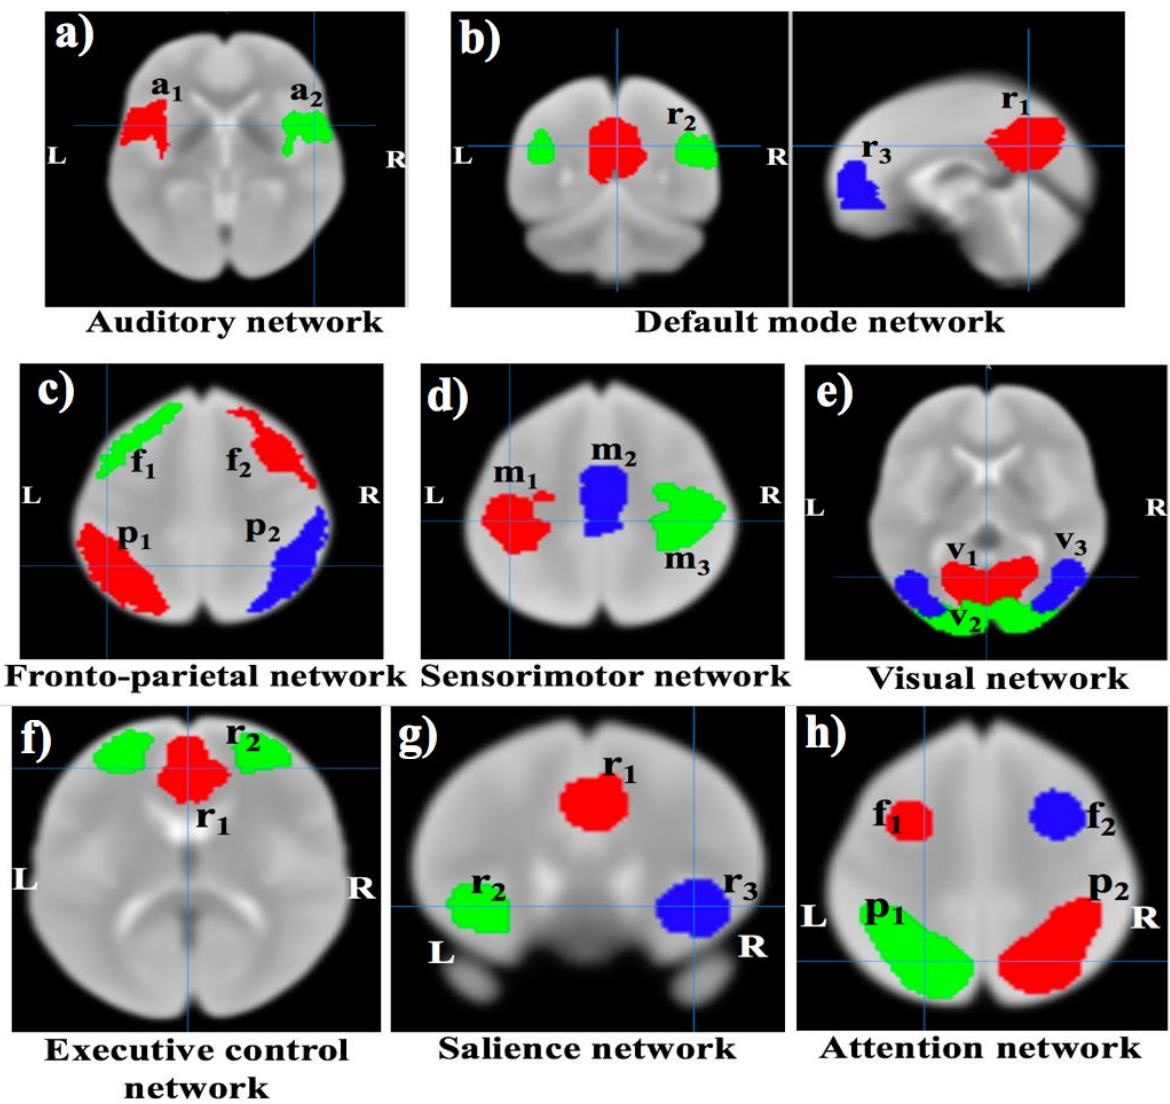 a)
a1
a2
L
R
Auditory network
b)
r2
L
R
r1
r3
Default mode network
c)
f1
f2
L
R
p1
p2
Fronto-parietal network
d)
m1
m2
L
R
m3
Sensorimotor network
e)
L
R
v1
v3
v2
Visual network
f)
r2
r1
L
R
Executive control
network
g)
r1
r2
r3
L
R
Salience network
h)
f1
f2
p1
p2
L
R
Attention network